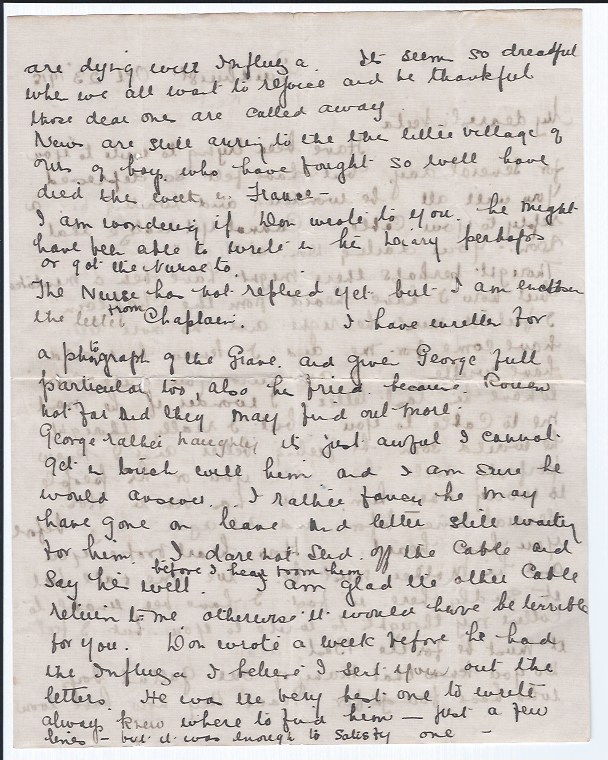 are dying with Influza. It seem so dreadful
when we all want to rejoice and be thankful
those dear ones are called away
News are still to the little village of
ours of boys who have fought so well have
died this week in France —
I am wondering if Don wrote to you. he might
have been able to write in his Diary perhaps
or got the Nurse to.
The Nurse has not replied yet but I am
the letter from Chaplain. I have written for
a photograph of the Grave and given George full
particular too, also his friend because Rouen
not far and they may find out more.
George rather naughty it just awful I cannot
get in touch with him and I am sure he
would answer. I rather fancy he may
have gone on leave and letter still waiting
for him. I dare not send off the Cable and
say he well before I hear from him. I am glad the other Cable
return to me otherwise it would have be terrible
for you. Don wrote a week before he had
the Influza I believe I sent you out the
letters. He was the very best one to write
always knew where to find him — just a few
lines — but it was enough to satisfy one —